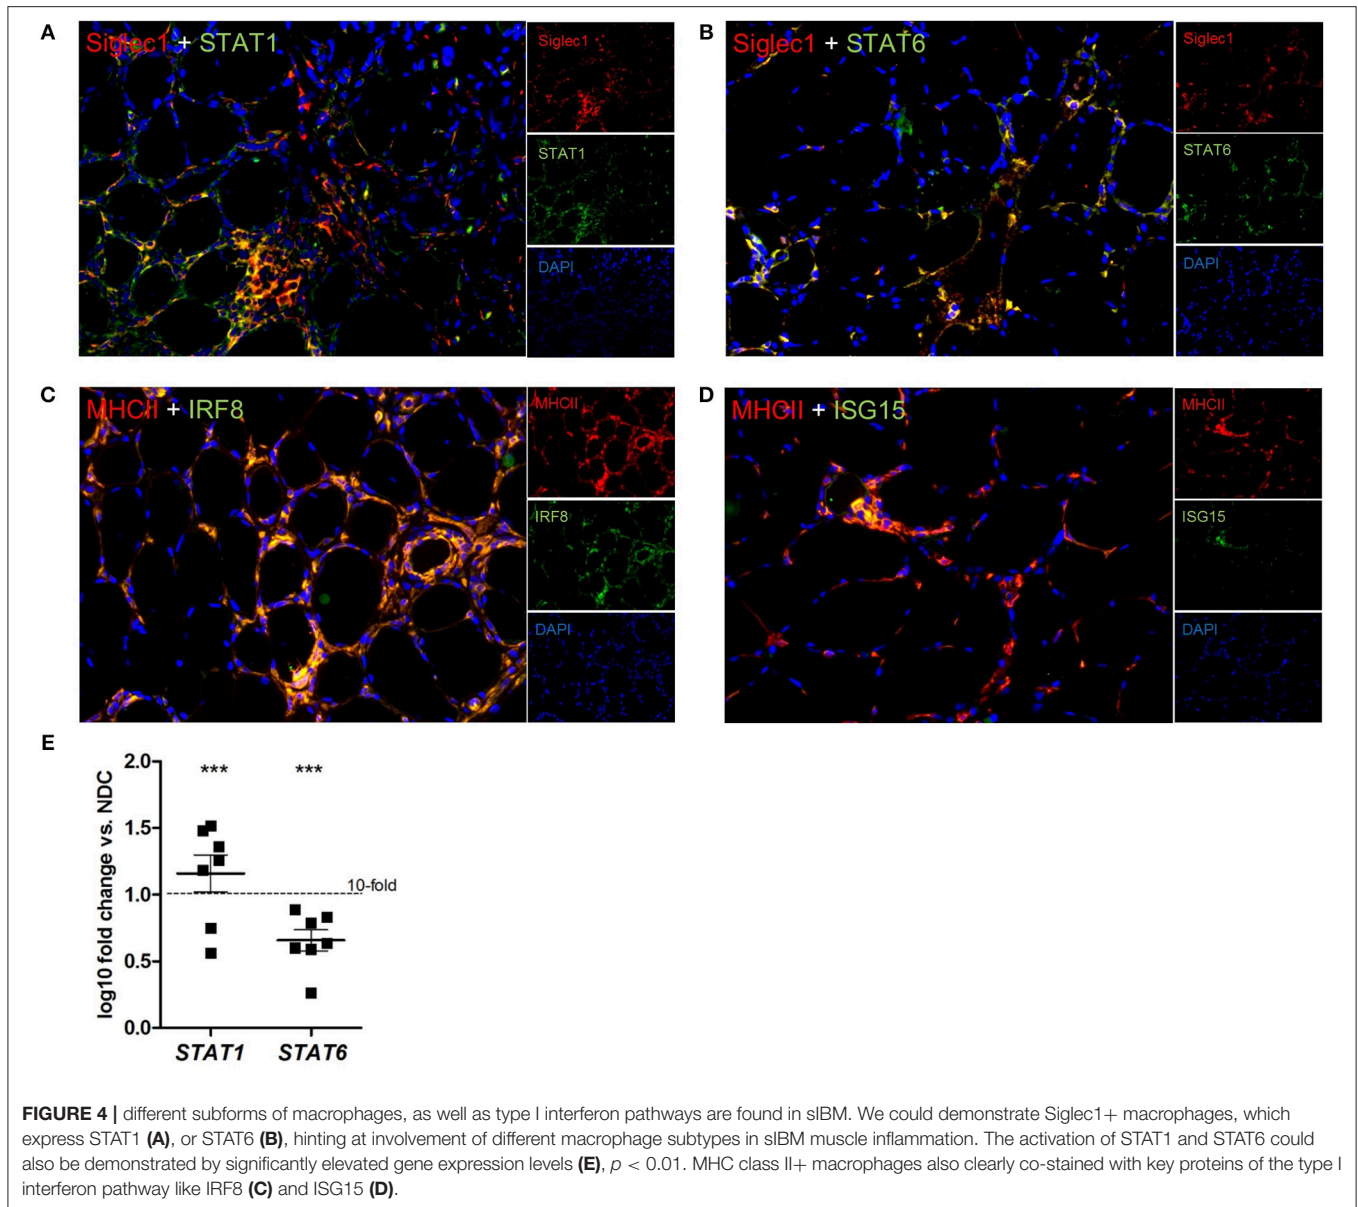 A
Siglec1 + STAT1
Siglec1
STAT1
DAPI
B
Siglec1 + STAT6
Siglec1
STAT6
DAPI
C
MHCII + IRF8
MHCII
IRF8
DAPI
D
MHCII + ISG15
MHCII
ISG15
DAPI
E
log10 fold change vs. NDC
2.0
1.5
1.0
0.5
0.0
*** ***
10-fold
STAT1 STAT6
FIGURE 4 | different subforms of macrophages, as well as type I interferon pathways are found in sIBM. We could demonstrate Siglec1+ macrophages, which
express STAT1 (A), or STAT6 (B), hinting at involvement of different macrophage subtypes in sIBM muscle inflammation. The activation of STAT1 and STAT6 could
also be demonstrated by significantly elevated gene expression levels (E), p < 0.01. MHC class II+ macrophages also clearly co-stained with key proteins of the type I
interferon pathway like IRF8 (C) and ISG15 (D).